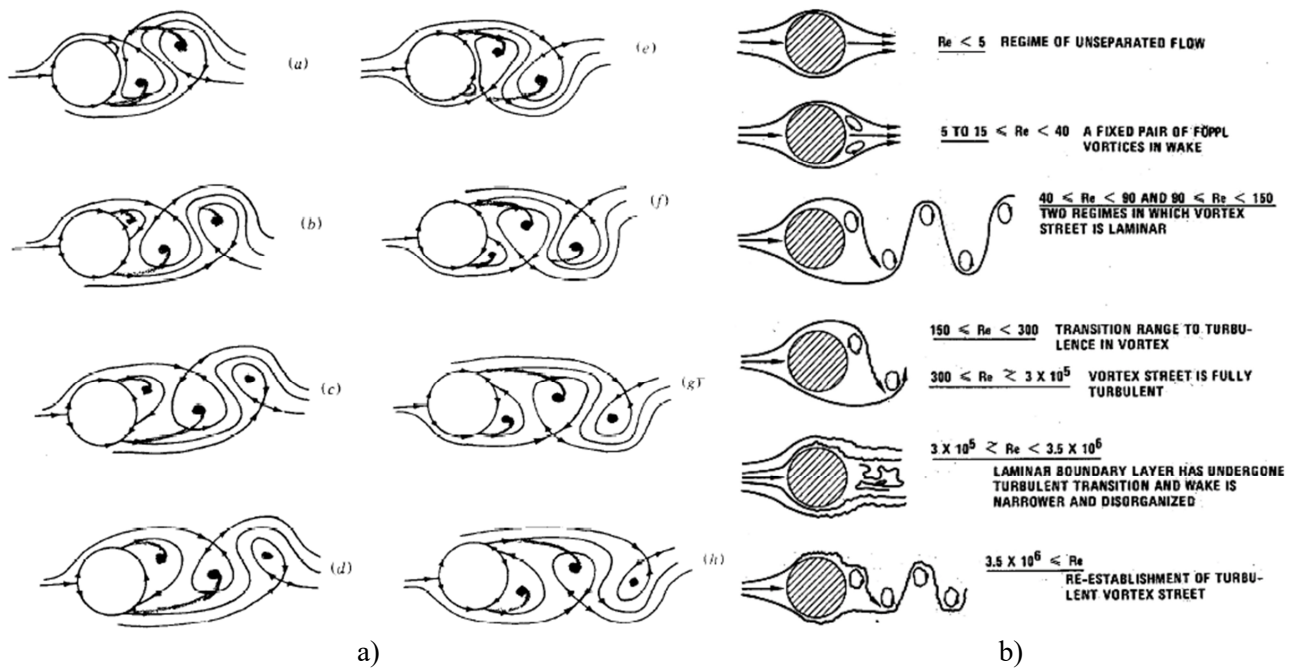 (a)
(e)
(b)
(f)
(c)
(g)
(d)
(h)
a)
Re < 5 REGIME OF UNSEPARATED FLOW
5 TO 15 ⩽ Re < 40 A FIXED PAIR OF FÖPPL
VORTICES IN WAKE
40 ⩽ Re < 90 AND 90 ⩽ Re < 150
TWO REGIMES IN WHICH VORTEX
STREET IS LAMINAR
150 ⩽ Re < 300 TRANSITION RANGE TO TURBU-
LENCE IN VORTEX
300 ⩽ Re ≷ 3 X 10⁵ VORTEX STREET IS FULLY
TURBULENT
3 X 10⁵ ≷ Re < 3.5 X 10⁶
LAMINAR BOUNDARY LAYER HAS UNDERGONE
TURBULENT TRANSITION AND WAKE IS
NARROWER AND DISORGANIZED
3.5 X 10⁶ ⩽ Re
RE-ESTABLISHMENT OF TURBU-
LENT VORTEX STREET
b)